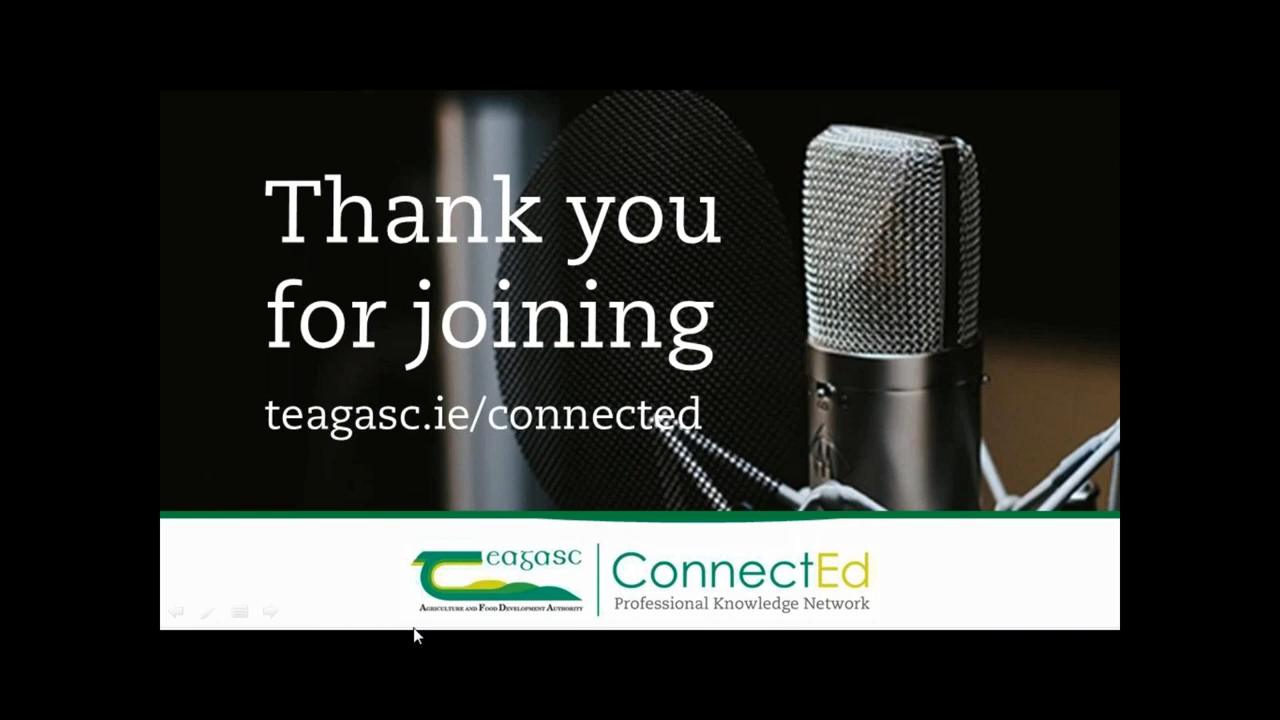 Thank you
for joining
teagasc.ie/connected
Teagasc
Agriculture and Food Development Authority
ConnectEd
Professional Knowledge Network